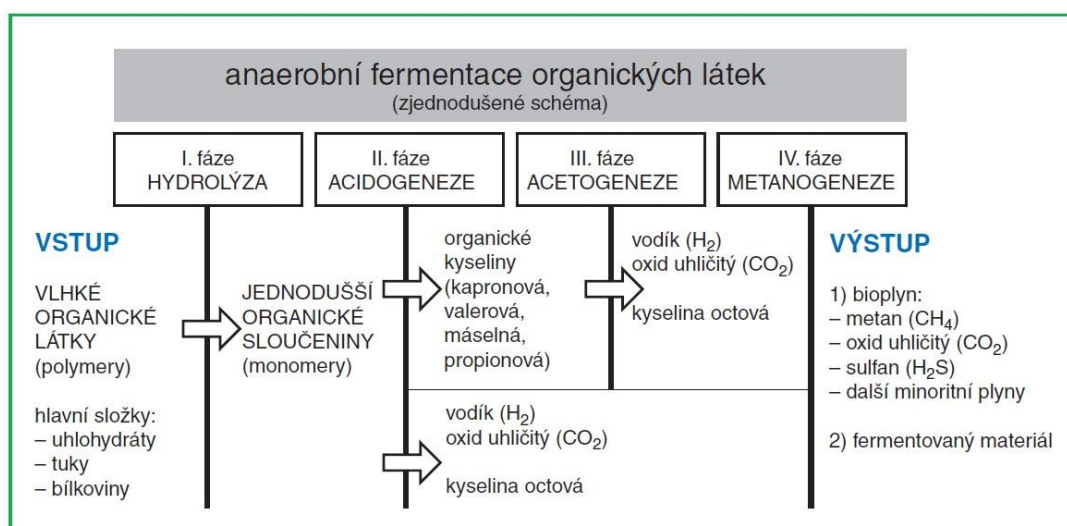 anaerobní fermentace organických látek
(zjednodušené schéma)
I. fáze
HYDROLÝZA
II. fáze
ACIDOGENEZE
III. fáze
ACETOGENEZE
IV. fáze
METANOGENEZE
VSTUP
VLHKÉ
ORGANICKÉ
LÁTKY
(polymery)
hlavní složky:
– uhlohydráty
– tuky
– bílkoviny
JEDNODUŠŠÍ
ORGANICKÉ
SLOUČENINY
(monomery)
organické
kyseliny
(kapronová,
valerová,
máselná,
propionová)
vodík (H₂)
oxid uhličitý (CO₂)
kyselina octová
vodík (H₂)
oxid uhličitý (CO₂)
kyselina octová
VÝSTUP
1) bioplyn:
– metan (CH₄)
– oxid uhličitý (CO₂)
– sulfan (H₂S)
– další minoritní plyny
2) fermentovaný materiál